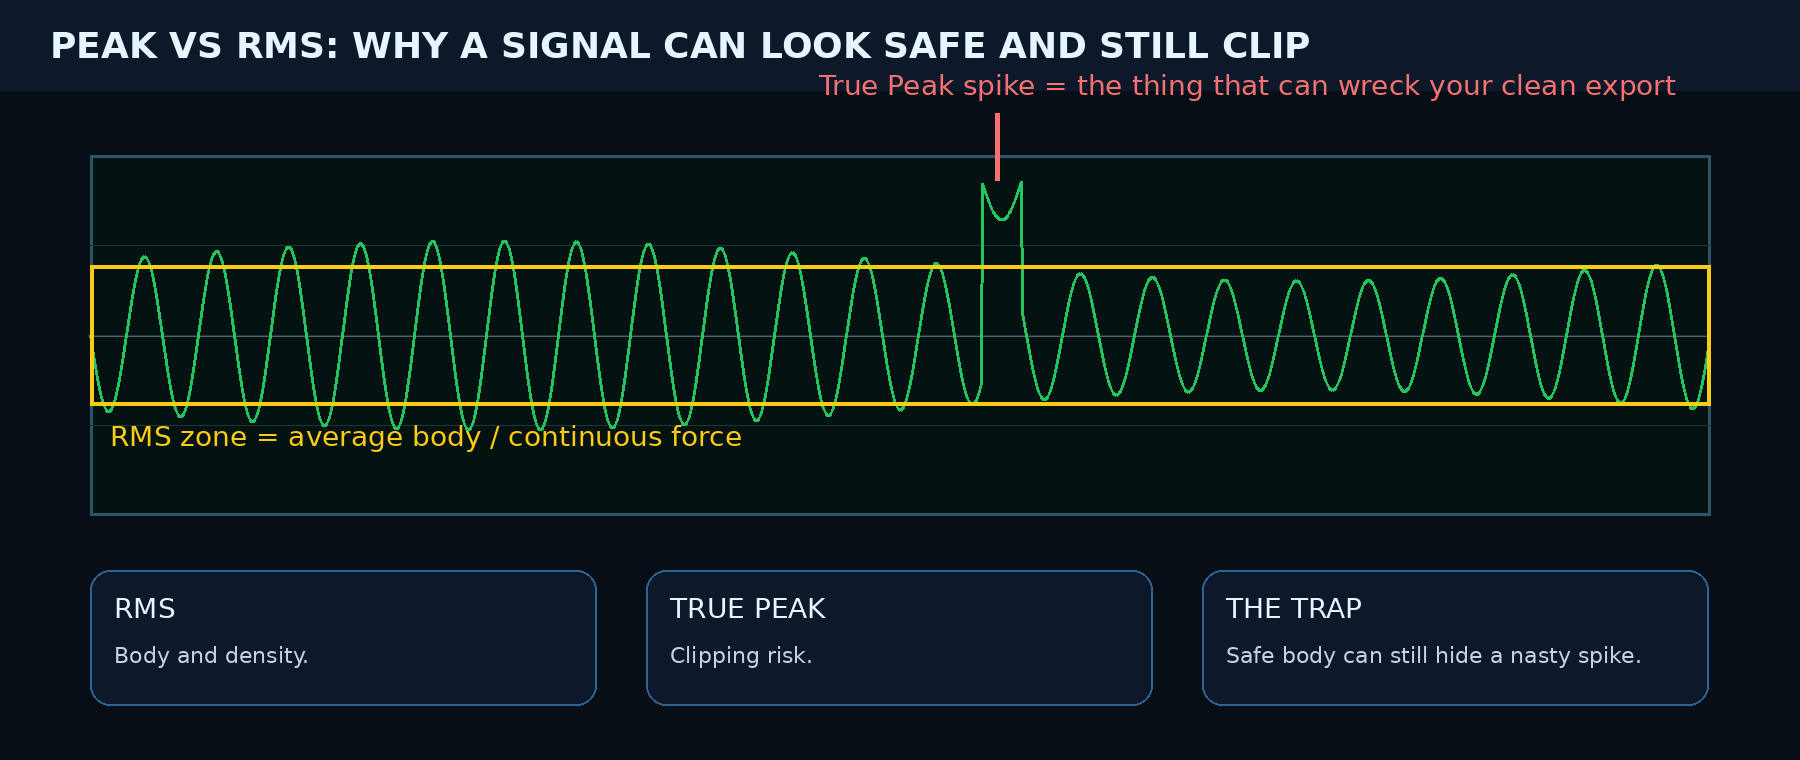 PEAK VS RMS: WHY A SIGNAL CAN LOOK SAFE AND STILL CLIP
True Peak spike = the thing that can wreck your clean export
RMS zone = average body / continuous force
RMS
Body and density.
TRUE PEAK
Clipping risk.
THE TRAP
Safe body can still hide a nasty spike.